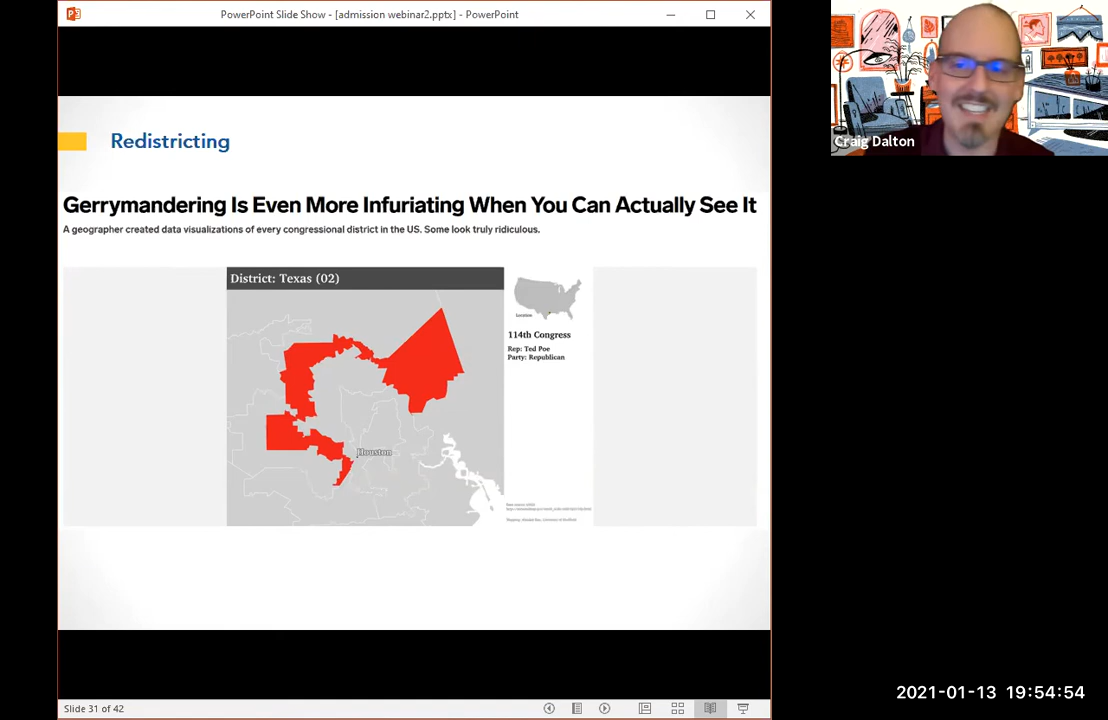 PowerPoint Slide Show - [admission webinar2.pptx] - PowerPoint
Redistricting
Gerrymandering Is Even More Infuriating When You Can Actually See It
A geographer created data visualizations of every congressional district in the US. Some look truly ridiculous.
District: Texas (02)
Houston
Location
114th Congress
Rep: Ted Poe
Party: Republican
Slide 31 of 42
Craig Dalton
2021-01-13 19:54:54